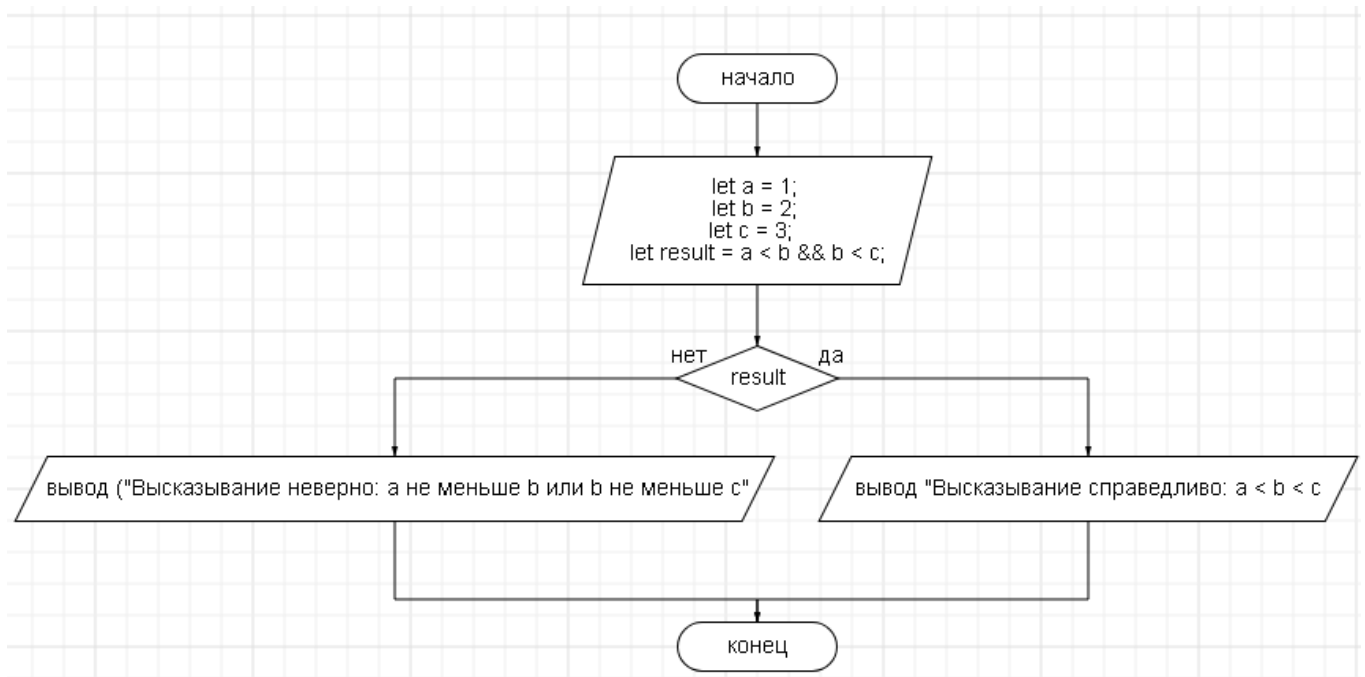 начало
let a = 1;
let b = 2;
let c = 3;
let result = a < b && b < c;
нет
да
result
вывод ("Высказывание неверно: a не меньше b или b не меньше c"
вывод "Высказывание справедливо: a < b < c
конец